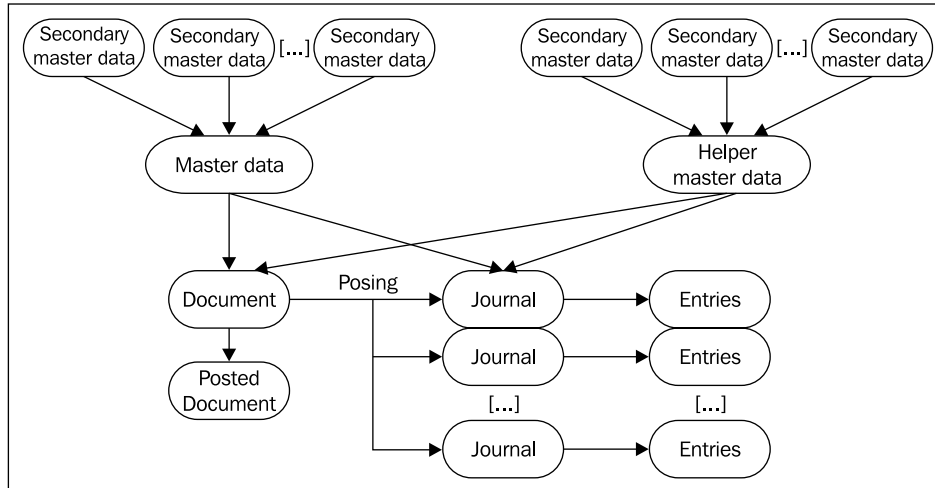 Secondary
master data
Secondary
master data
[...]
Secondary
master data
Secondary
master data
Secondary
master data
[...]
Secondary
master data
Master data
Helper
master data
Document
Posing
Journal
Entries
Journal
Entries
Posted
Document
[...]
[...]
Journal
Entries